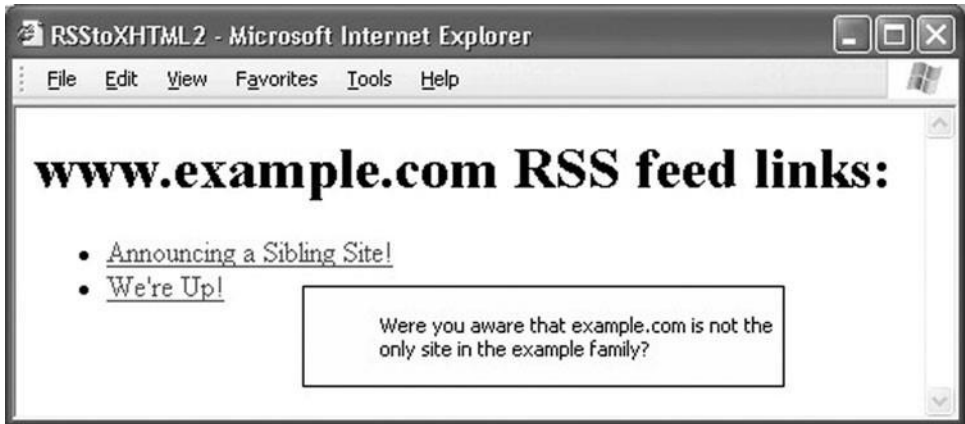 RSStoXHTML2 - Microsoft Internet Explorer
File Edit View Favorites Tools Help
www.example.com RSS feed links:
Announcing a Sibling Site!
We're Up!
Were you aware that example.com is not the
only site in the example family?